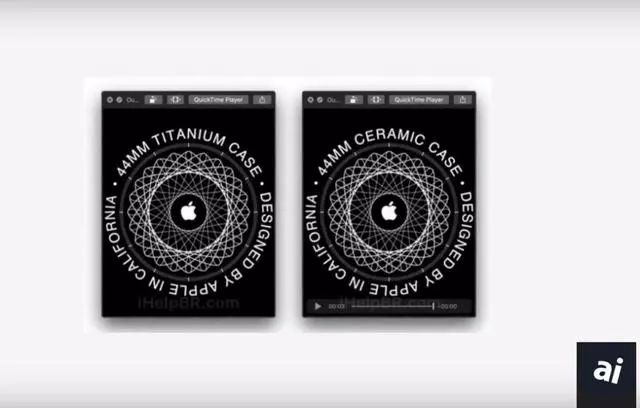 Ou... QuickTime Player
• 44MM TITANIUM CASE • DESIGNED BY APPLE IN CALIFORNIA
iHelpBR.com
Ou... QuickTime Player
• 44MM CERAMIC CASE • DESIGNED BY APPLE IN CALIFORNIA
iHelpBR.com
00:03 -00:00
ai